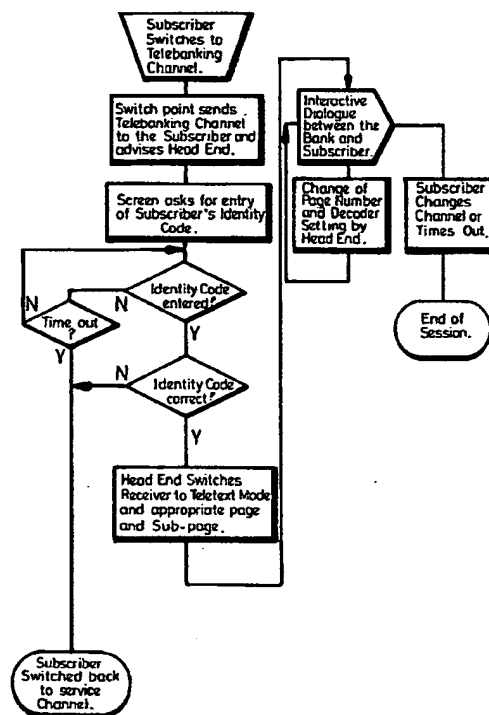 Subscriber
Switches to
Telebanking
Channel.
Switch point sends
Telebanking Channel
to the Subscriber and
advises Head End.
Screen asks for entry
of Subscriber's Identity
Code.
Identity Code
entered?
N
Y
Time out
?
N
Y
Identity Code
correct?
N
Y
Head End Switches
Receiver to Teletext Mode
and appropriate page
and Sub-page.
Subscriber
Switched back
to service
Channel.
Interactive
Dialogue
between the
Bank and
Subscriber.
Change of
Page Number
and Decoder
Setting by
Head End.
Subscriber
Changes
Channel or
Times Out.
End of
Session.